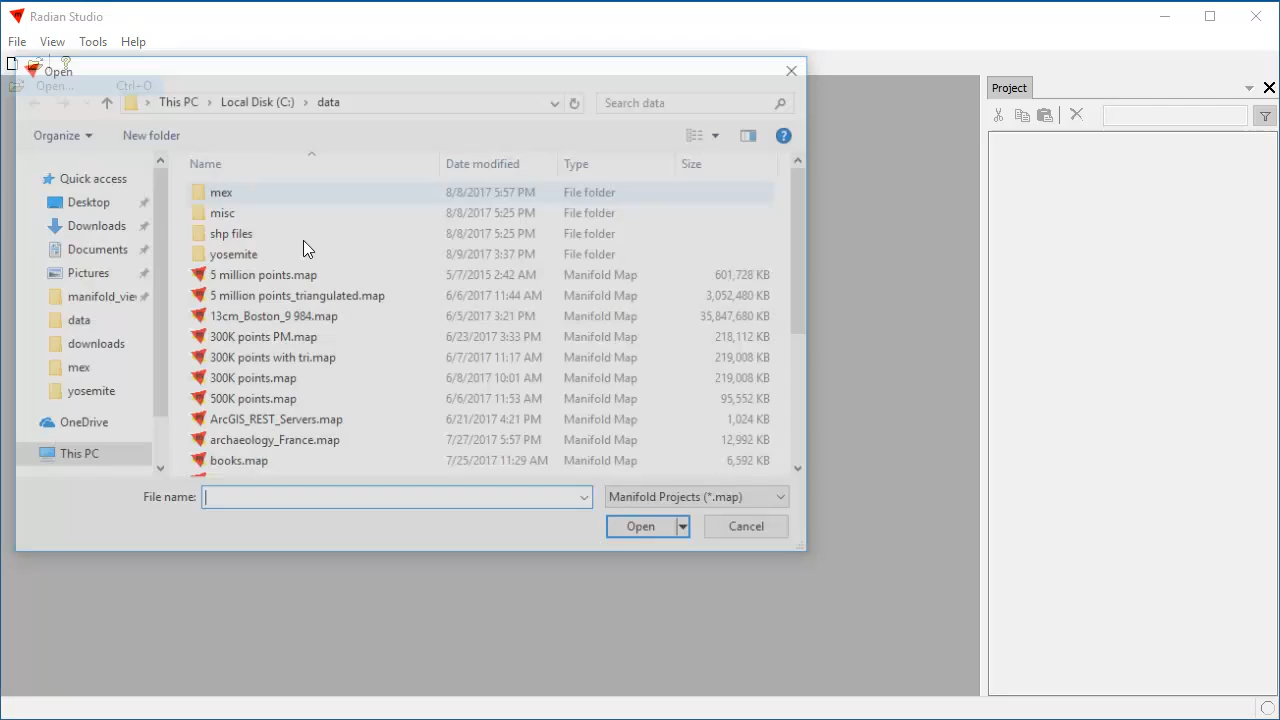 Radian Studio
File View Tools Help
Open
Open... Ctrl+O
This PC Local Disk (C:) data
Search data
Organize New folder
Name Date modified Type Size
Quick access
Desktop
Downloads
Documents
Pictures
manifold_vie
data
downloads
mex
yosemite
OneDrive
This PC
mex 8/8/2017 5:57 PM File folder
misc 8/8/2017 5:25 PM File folder
shp files 8/8/2017 5:25 PM File folder
yosemite 8/9/2017 3:37 PM File folder
5 million points.map 5/7/2015 2:42 AM Manifold Map 601,728 KB
5 million points_triangulated.map 6/6/2017 11:44 AM Manifold Map 3,052,480 KB
13cm_Boston_9 984.map 6/5/2017 3:21 PM Manifold Map 35,847,680 KB
300K points PM.map 6/23/2017 3:33 PM Manifold Map 218,112 KB
300K points with tri.map 6/7/2017 11:17 AM Manifold Map 219,008 KB
300K points.map 6/8/2017 10:01 AM Manifold Map 219,008 KB
500K points.map 6/6/2017 11:53 AM Manifold Map 95,552 KB
ArcGIS_REST_Servers.map 6/21/2017 4:21 PM Manifold Map 1,024 KB
archaeology_France.map 7/27/2017 5:57 PM Manifold Map 12,992 KB
books.map 7/25/2017 11:29 AM Manifold Map 6,592 KB
File name:
Manifold Projects (*.map)
Open Cancel
Project